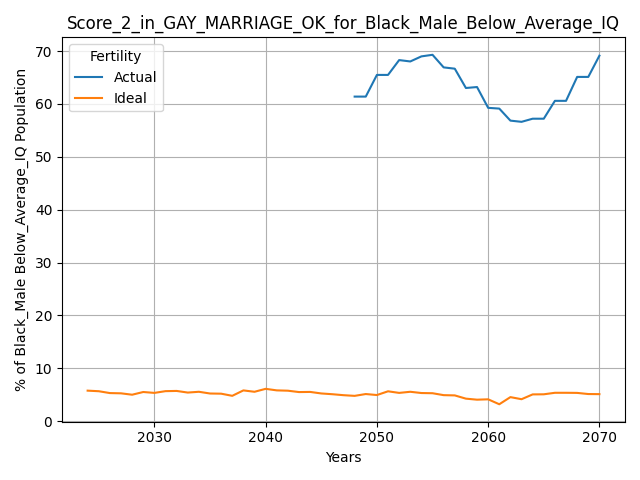 Score_2_in_GAY_MARRIAGE_OK_for_Black_Male_Below_Average_IQ
% of Black_Male Below_Average_IQ Population
70
60
50
40
30
20
10
0
Fertility
Actual
Ideal
2030
2040
2050
2060
2070
Years